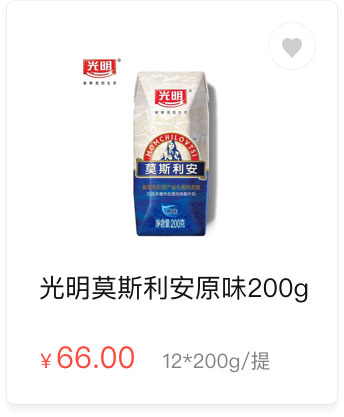 光明
光明
MOMCHILOVTSI
莫斯利安
净含量:200克
光明莫斯利安原味200g
¥ 66.00 12*200g/提